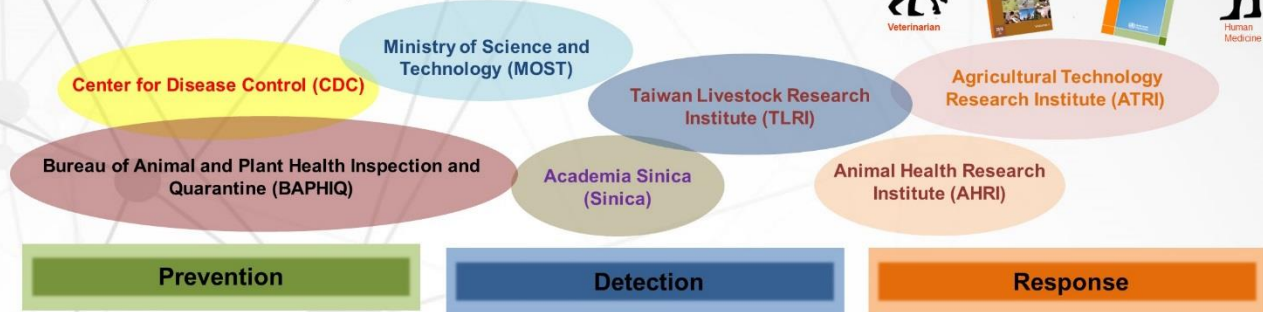 Veterinarian
Human
Medicine
Ministry of Science and
Technology (MOST)
Center for Disease Control (CDC)
Agricultural Technology
Research Institute (ATRI)
Taiwan Livestock Research
Institute (TLRI)
Bureau of Animal and Plant Health Inspection and
Quarantine (BAPHIQ)
Academia Sinica
(Sinica)
Animal Health Research
Institute (AHRI)
Prevention
Detection
Response